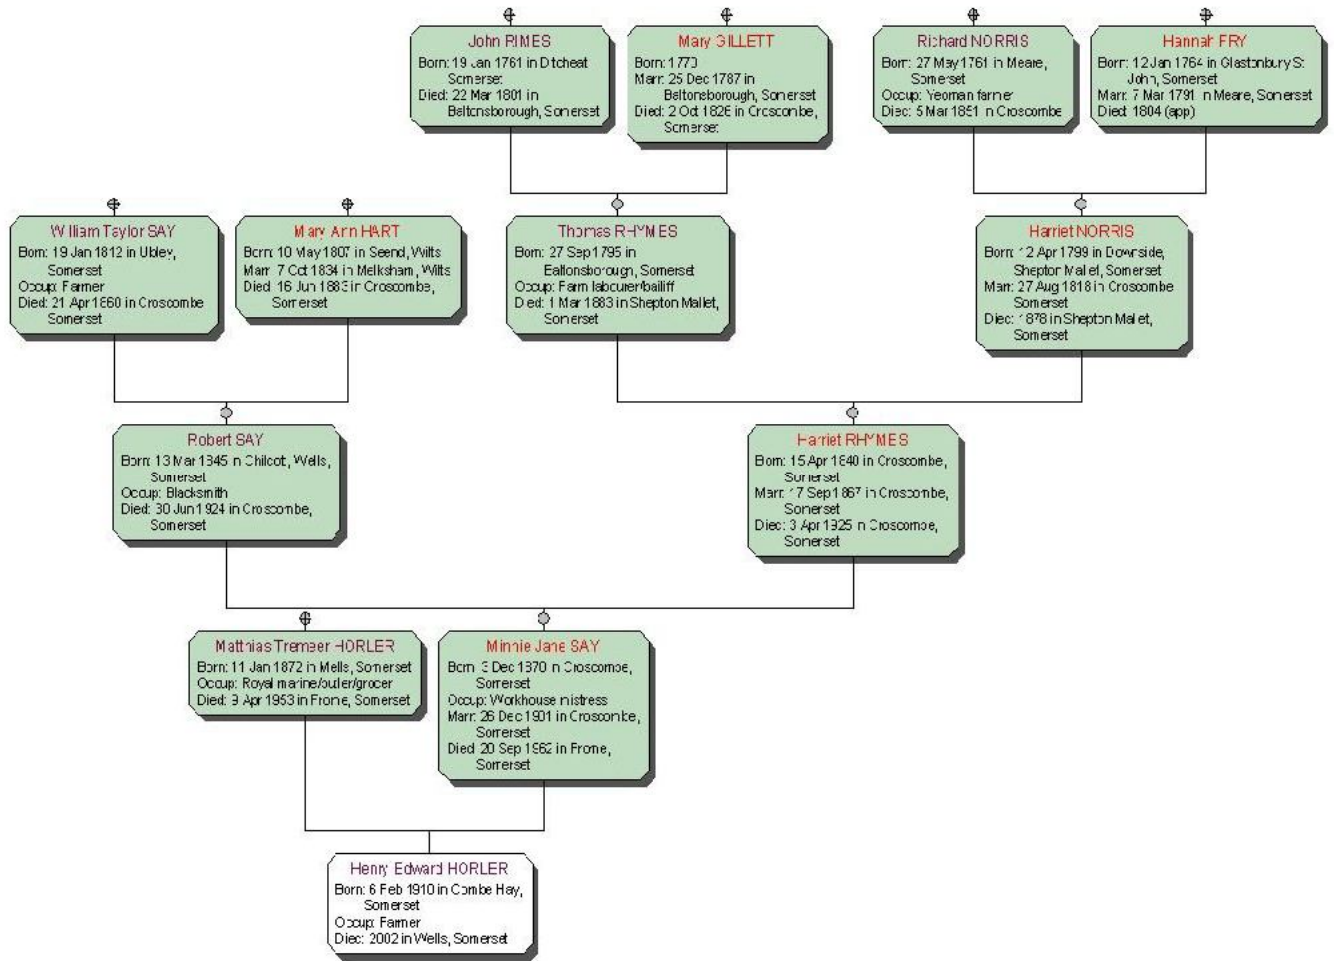 John RIMES
Born: 19 Jan 1761 in Ditcheat
Somerset
Died: 22 Mar 1801 in
Baltonsborough, Somerset
Mary GILLETT
Born: 1770
Marr: 25 Dec 1787 in
Baltonsborough, Somerset
Died: 2 Oct 1826 in Croscombe,
Somerset
Richard NORRIS
Born: 27 May 1761 in Meare,
Somerset
Occup: Yeoman farmer
Died: 5 Mar 1851 in Croscombe
Hannah FRY
Born: 12 Jan 1764 in Glastonbury St
John, Somerset
Marr: 7 Mar 1791 in Meare, Somerset
Died: 1804 (app)
William Taylor SAY
Born: 19 Jan 1812 in Ubley,
Somerset
Occup: Farmer
Died: 21 Apr 1860 in Croscombe
Somerset
Mary Ann HART
Born: 10 May 1807 in Seend, Wilts
Marr: 7 Oct 1834 in Melksham, Wilts
Died: 16 Jun 1883 in Croscombe,
Somerset
Thomas RHYMES
Born: 27 Sep 1795 in
Baltonsborough, Somerset
Occup: Farm labourer/bailiff
Died: 1 Mar 1883 in Shepton Mallet,
Somerset
Harriet NORRIS
Born: 12 Apr 1799 in Downside,
Shepton Mallet, Somerset
Marr: 27 Aug 1818 in Croscombe
Somerset
Died: 1878 in Shepton Mallet,
Somerset
Robert SAY
Born: 13 Mar 1845 in Chilcott, Wells,
Somerset
Occup: Blacksmith
Died: 30 Jun 1924 in Croscombe,
Somerset
Harriet RHYMES
Born: 15 Apr 1840 in Croscombe,
Somerset
Marr: 17 Sep 1867 in Croscombe,
Somerset
Died: 3 Apr 1925 in Croscombe,
Somerset
Matthias Tremeer HORLER
Born: 11 Jan 1872 in Mells, Somerset
Occup: Royal marine/butler/grocer
Died: 9 Apr 1953 in Frome, Somerset
Minnie Jane SAY
Born: 3 Dec 1870 in Croscombe,
Somerset
Occup: Workhouse mistress
Marr: 26 Dec 1901 in Croscombe,
Somerset
Died: 20 Sep 1962 in Frome,
Somerset
Henry Edward HORLER
Born: 6 Feb 1910 in Combe Hay,
Somerset
Occup: Farmer
Died: 2002 in Wells, Somerset